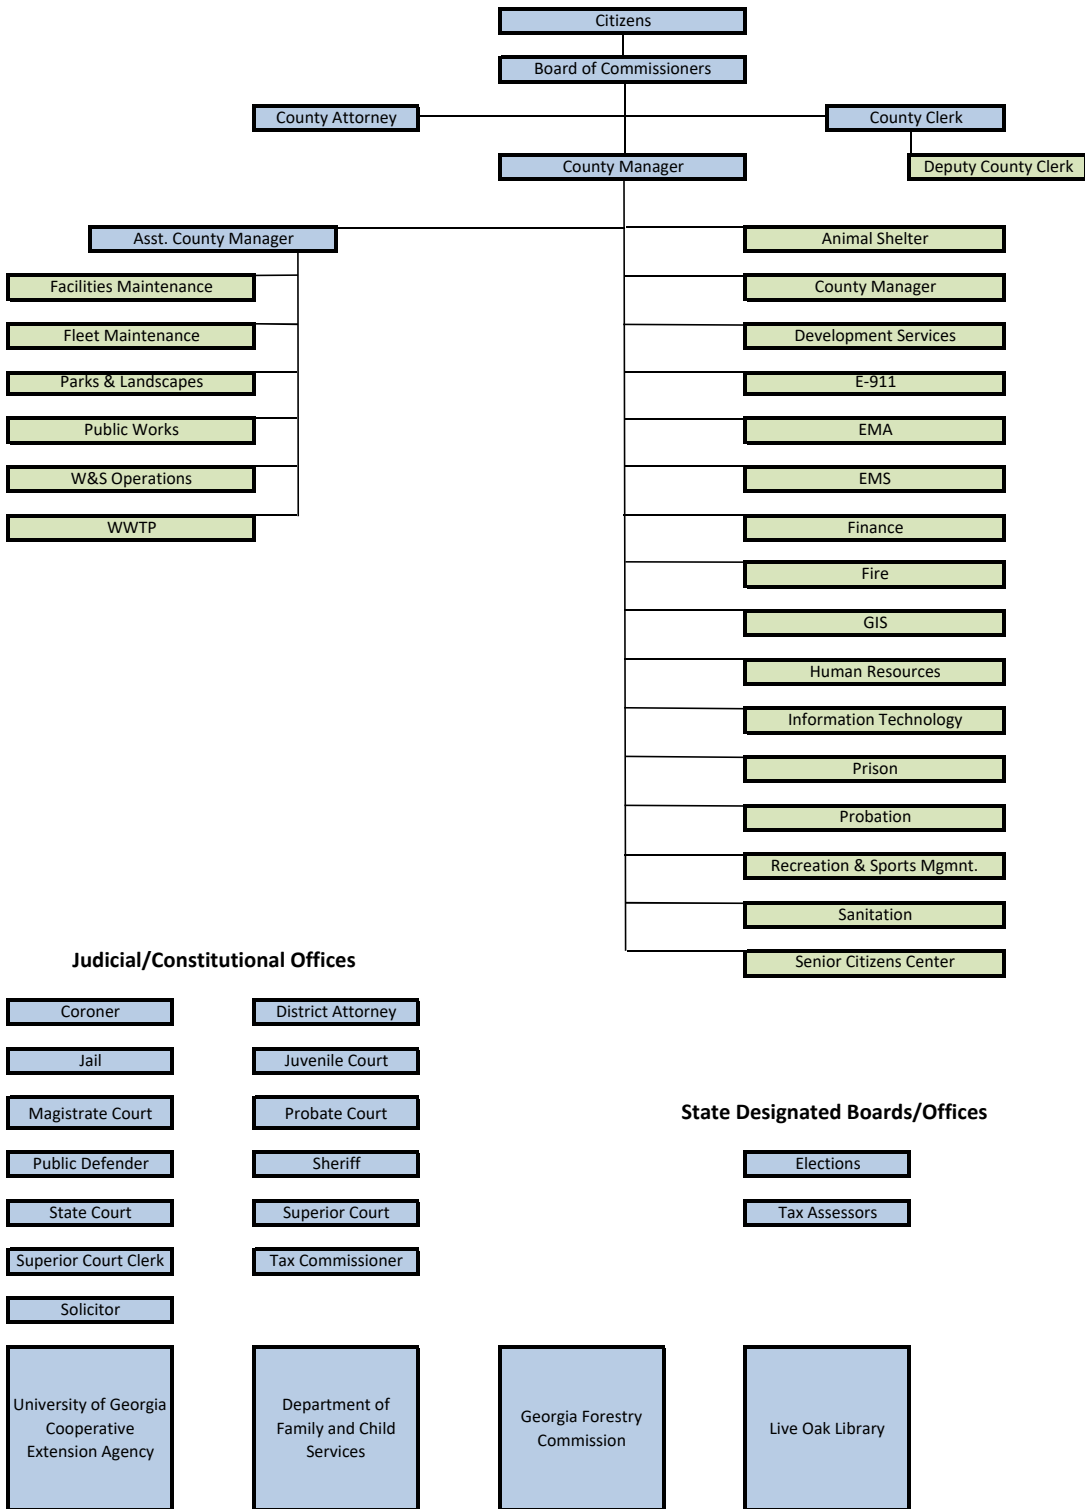 Citizens
Board of Commissioners
County Attorney
County Clerk
County Manager
Deputy County Clerk
Asst. County Manager
Animal Shelter
Facilities Maintenance
County Manager
Fleet Maintenance
Development Services
Parks & Landscapes
E-911
Public Works
EMA
W&S Operations
EMS
WWTP
Finance
Fire
GIS
Human Resources
Information Technology
Prison
Probation
Recreation & Sports Mgmnt.
Sanitation
Senior Citizens Center
Judicial/Constitutional Offices
Coroner
District Attorney
Jail
Juvenile Court
Magistrate Court
Probate Court
Public Defender
Sheriff
State Court
Superior Court
Superior Court Clerk
Tax Commissioner
Solicitor
State Designated Boards/Offices
Elections
Tax Assessors
University of Georgia
Cooperative
Extension Agency
Department of
Family and Child
Services
Georgia Forestry
Commission
Live Oak Library